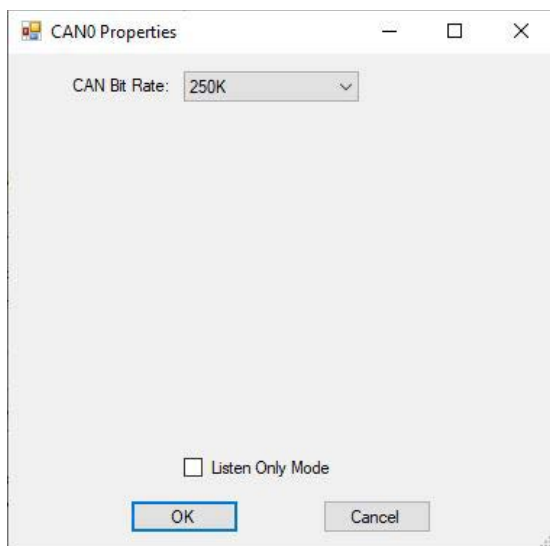 CAN0 Properties
CAN Bit Rate: 250K
Listen Only Mode
OK Cancel